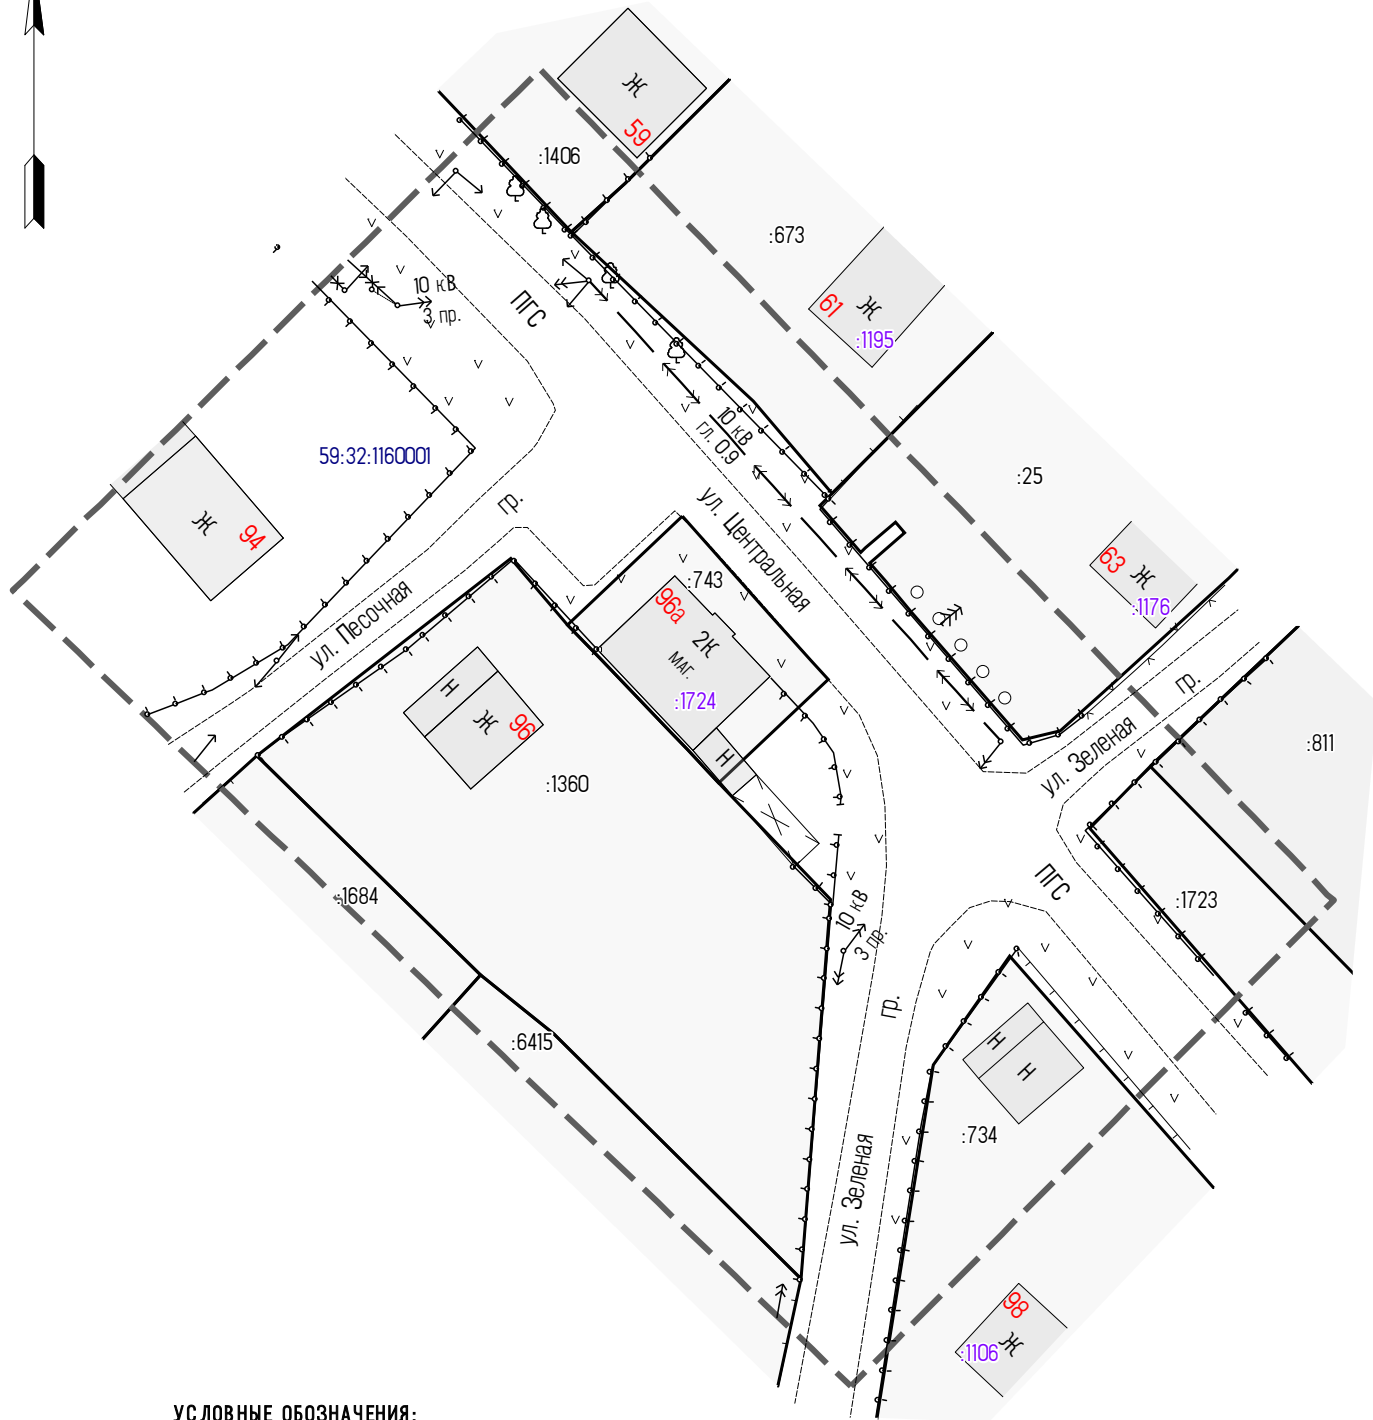 Ж
59
:1406
:673
61
Ж
:1195
10 кВ
3 пр.
ПГС
10 кВ
гл. 0.9
59:32:1160001
Ж
94
гр.
:25
ул. Центральная
63
Ж
:1176
:743
96а
2К
МАГ.
:1724
Н
ул. Песочная
Н
Ж
96
:1360
гр.
ул. Зеленая
:811
ПГС
:1723
:1684
10 кВ
3 пр.
гр.
:6415
Н
Н
:734
ул. Зеленая
98
Ж
:1106
УСЛОВНЫЕ ОБОЗНАЧЕНИЯ: